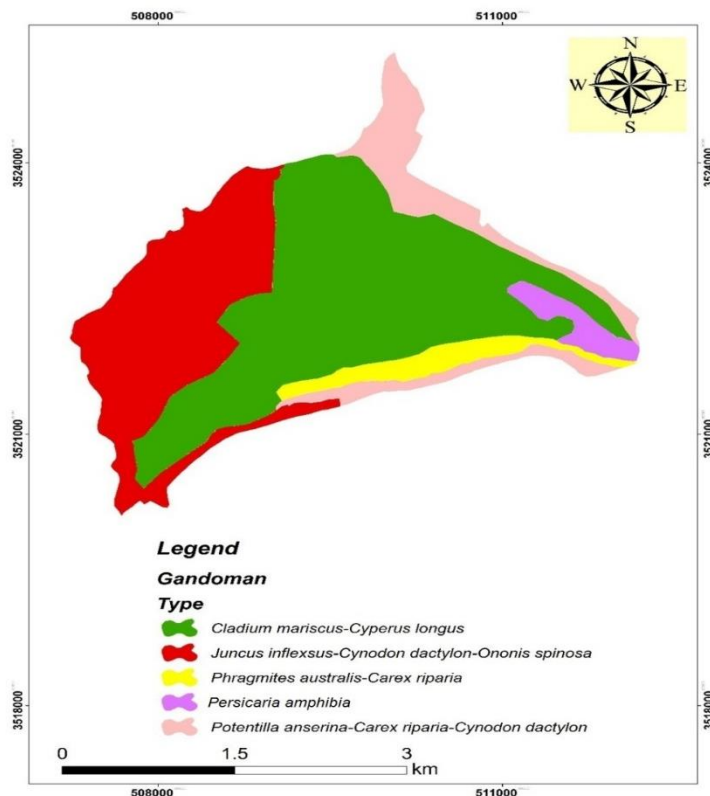 508000 511000
N
W E
S
3524000 3524000
3521000 3521000
Legend
Gandoman
Type
Cladium mariscus-Cyperus longus
Juncus inflexsus-Cynodon dactylon-Ononis spinosa
Phragmites australis-Carex riparia
Persicaria amphibia
Potentilla anserina-Carex riparia-Cynodon dactylon
3518000 3518000
0 1.5 3
km
508000 511000